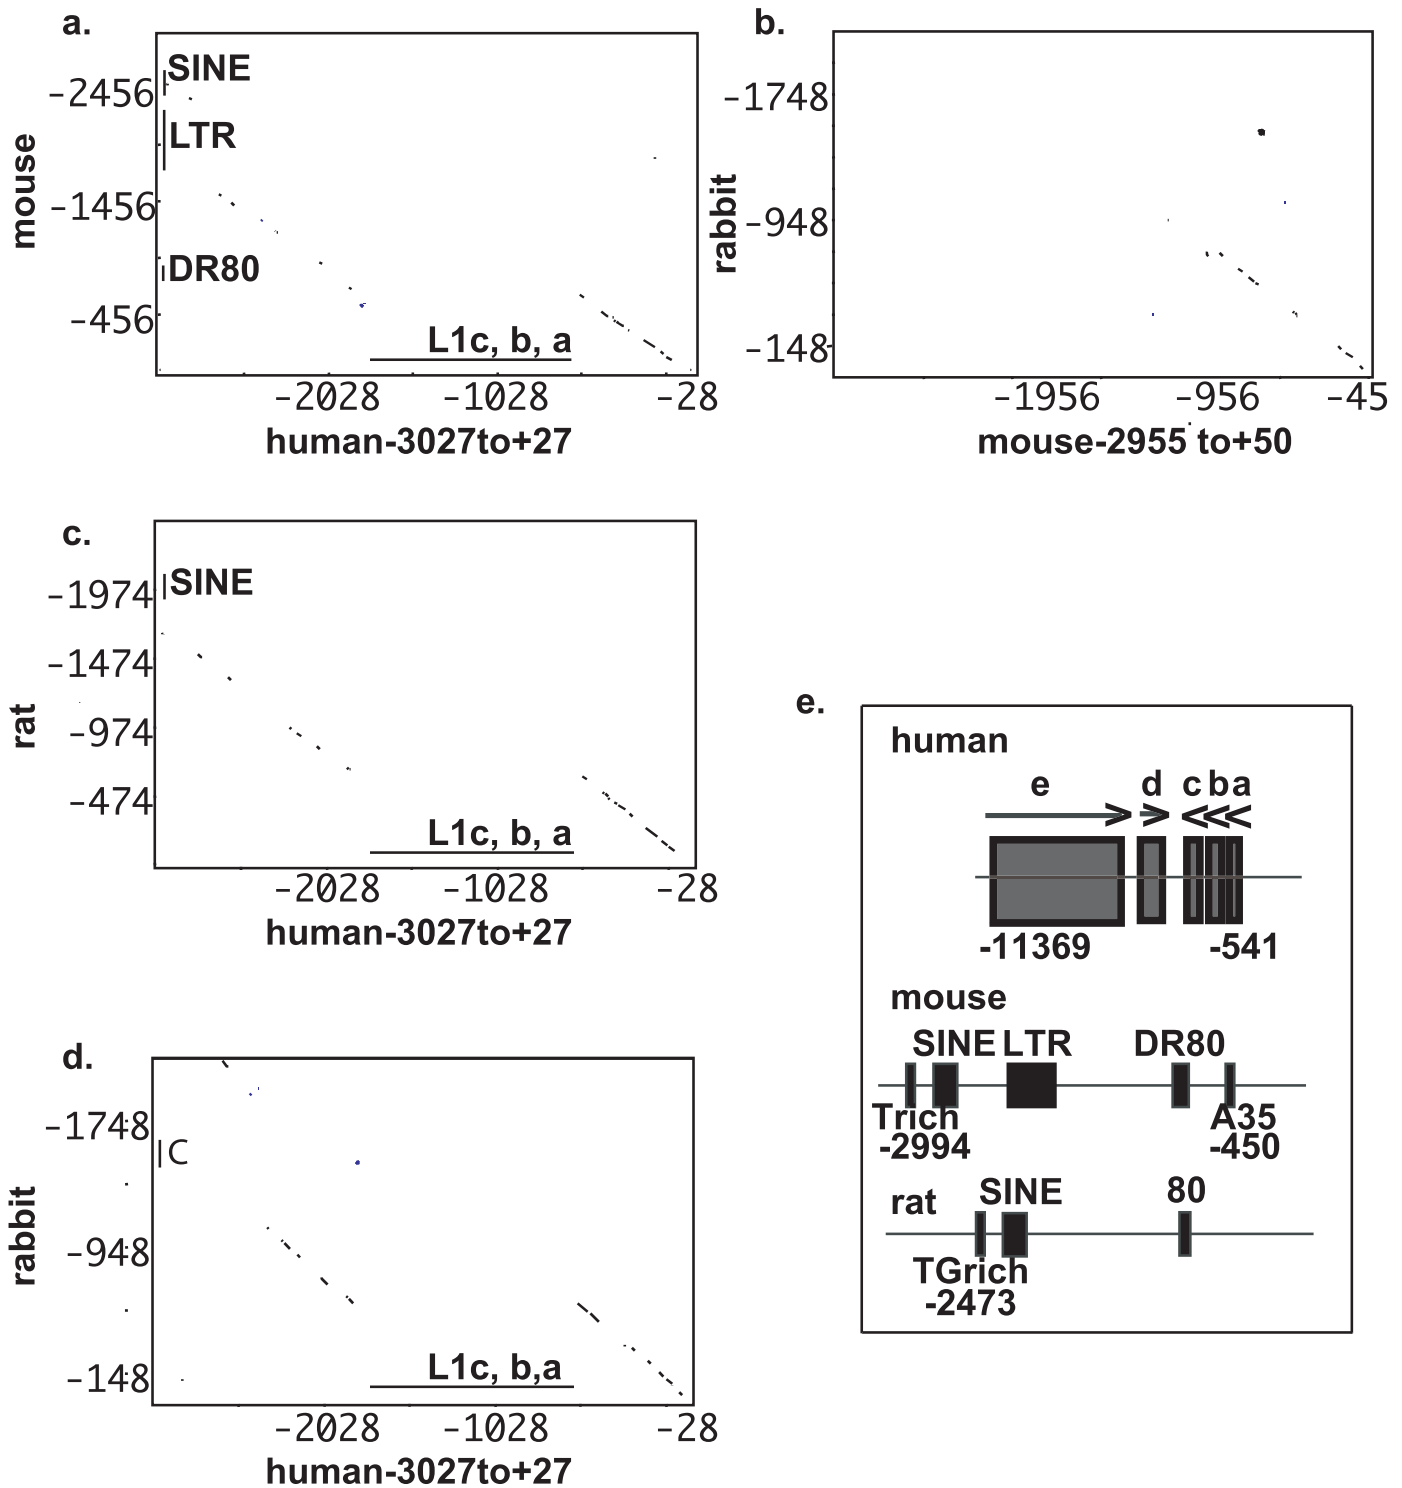 a.
SINE
-2456
LTR
mouse
-1456
DR80
-456
L1c, b, a
-2028 -1028 -28
human-3027to+27
b.
-1748
rabbit
-948
-148
-1956 -956 -45
mouse-2955 to+50
c.
SINE
-1974
-1474
rat
-974
-474
L1c, b, a
-2028 -1028 -28
human-3027to+27
d.
-1748
C
rabbit
-948
-148
L1c, b,a
-2028 -1028 -28
human-3027to+27
e.
human
e d c b a
> > < < <
-11369 -541
mouse
SINE LTR DR80
Trich A35
-2994 -450
rat SINE 80
TGrich
-2473